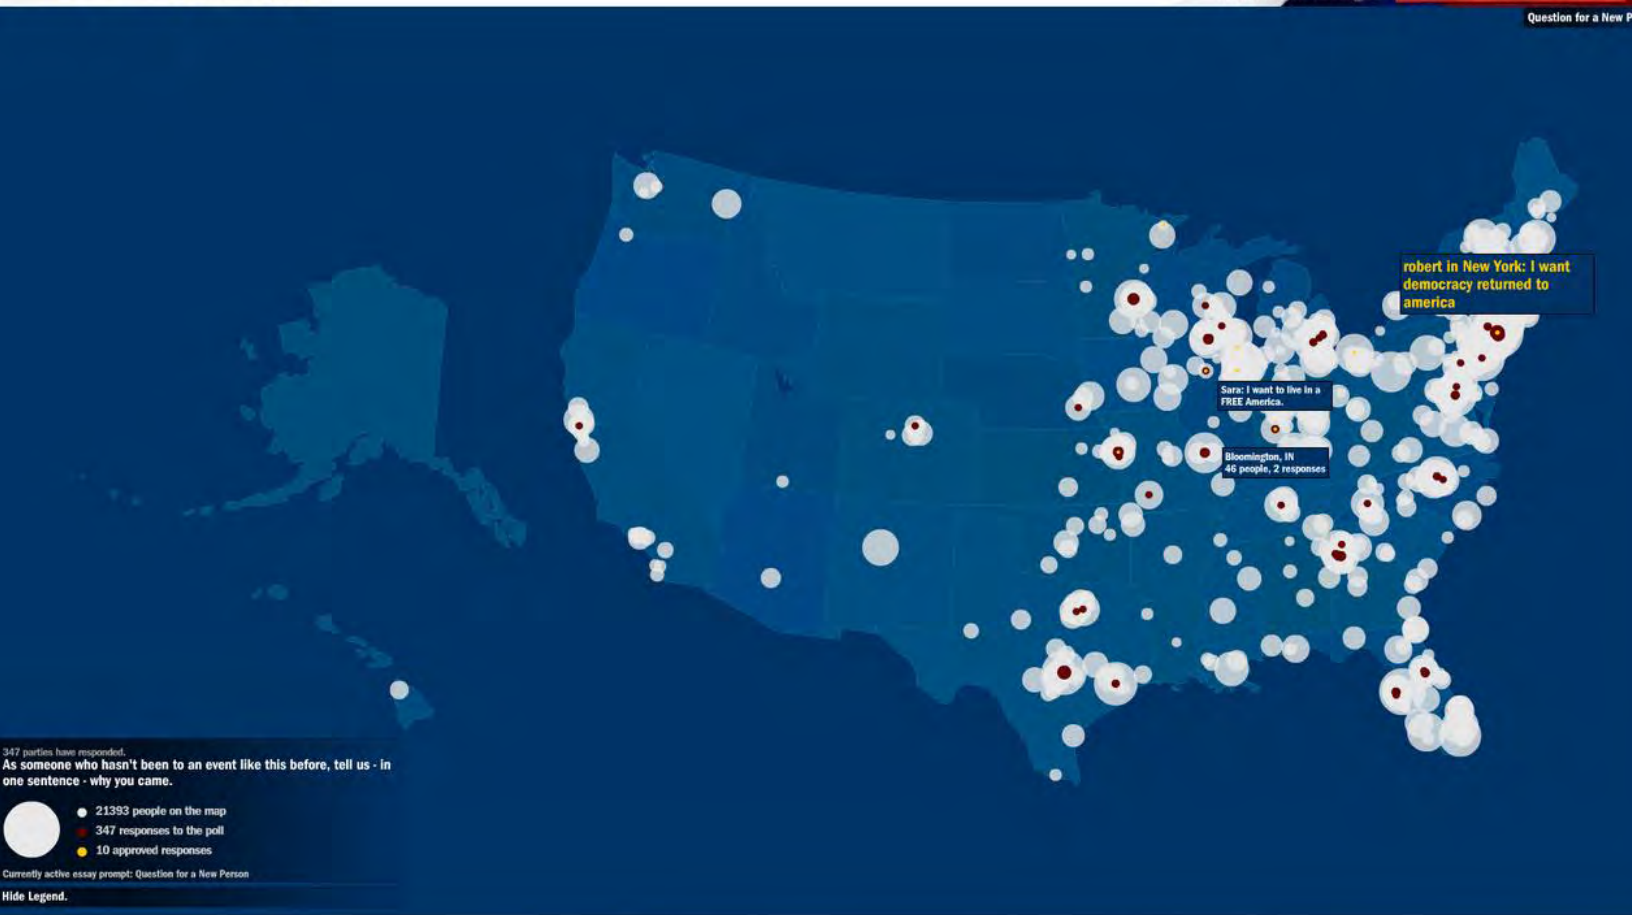 Question for a New P
robert in New York: I want
democracy returned to
america
Sara: I want to live in a
FREE America.
Bloomington, IN
46 people, 2 responses
347 parties have responded.
As someone who hasn't been to an event like this before, tell us - in
one sentence - why you came.
21393 people on the map
347 responses to the poll
10 approved responses
Currently active essay prompt: Question for a New Person
Hide Legend.